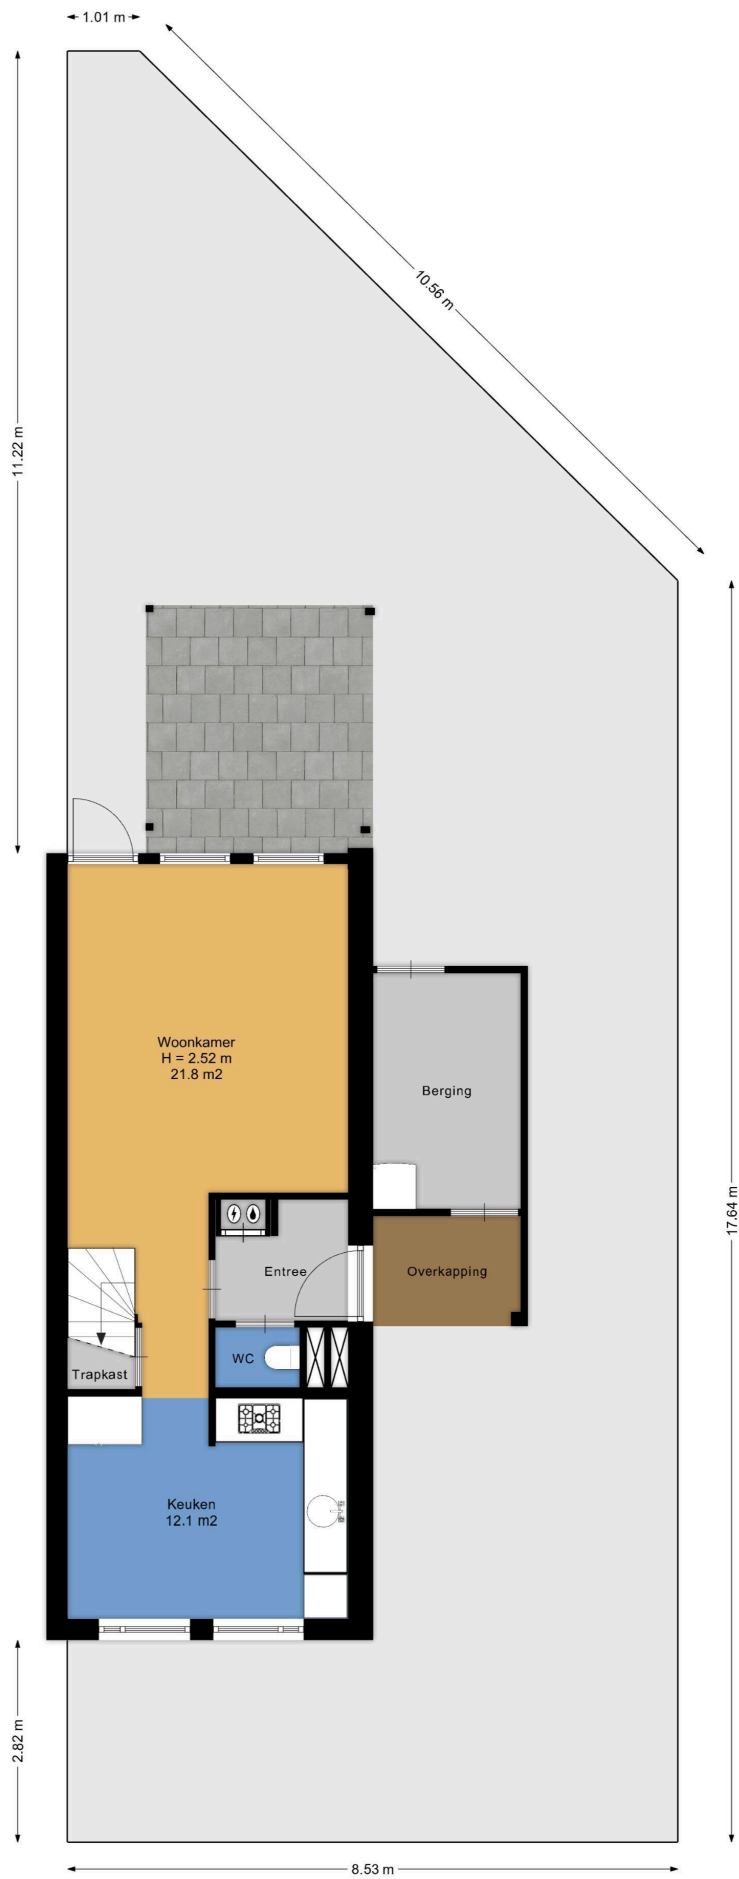 1.01 m
10.56 m
11.22 m
Woonkamer
H = 2.52 m
21.8 m2
Berging
17.64 m
Entree
Overkapping
WC
Trapkast
Keuken
12.1 m2
2.82 m
8.53 m